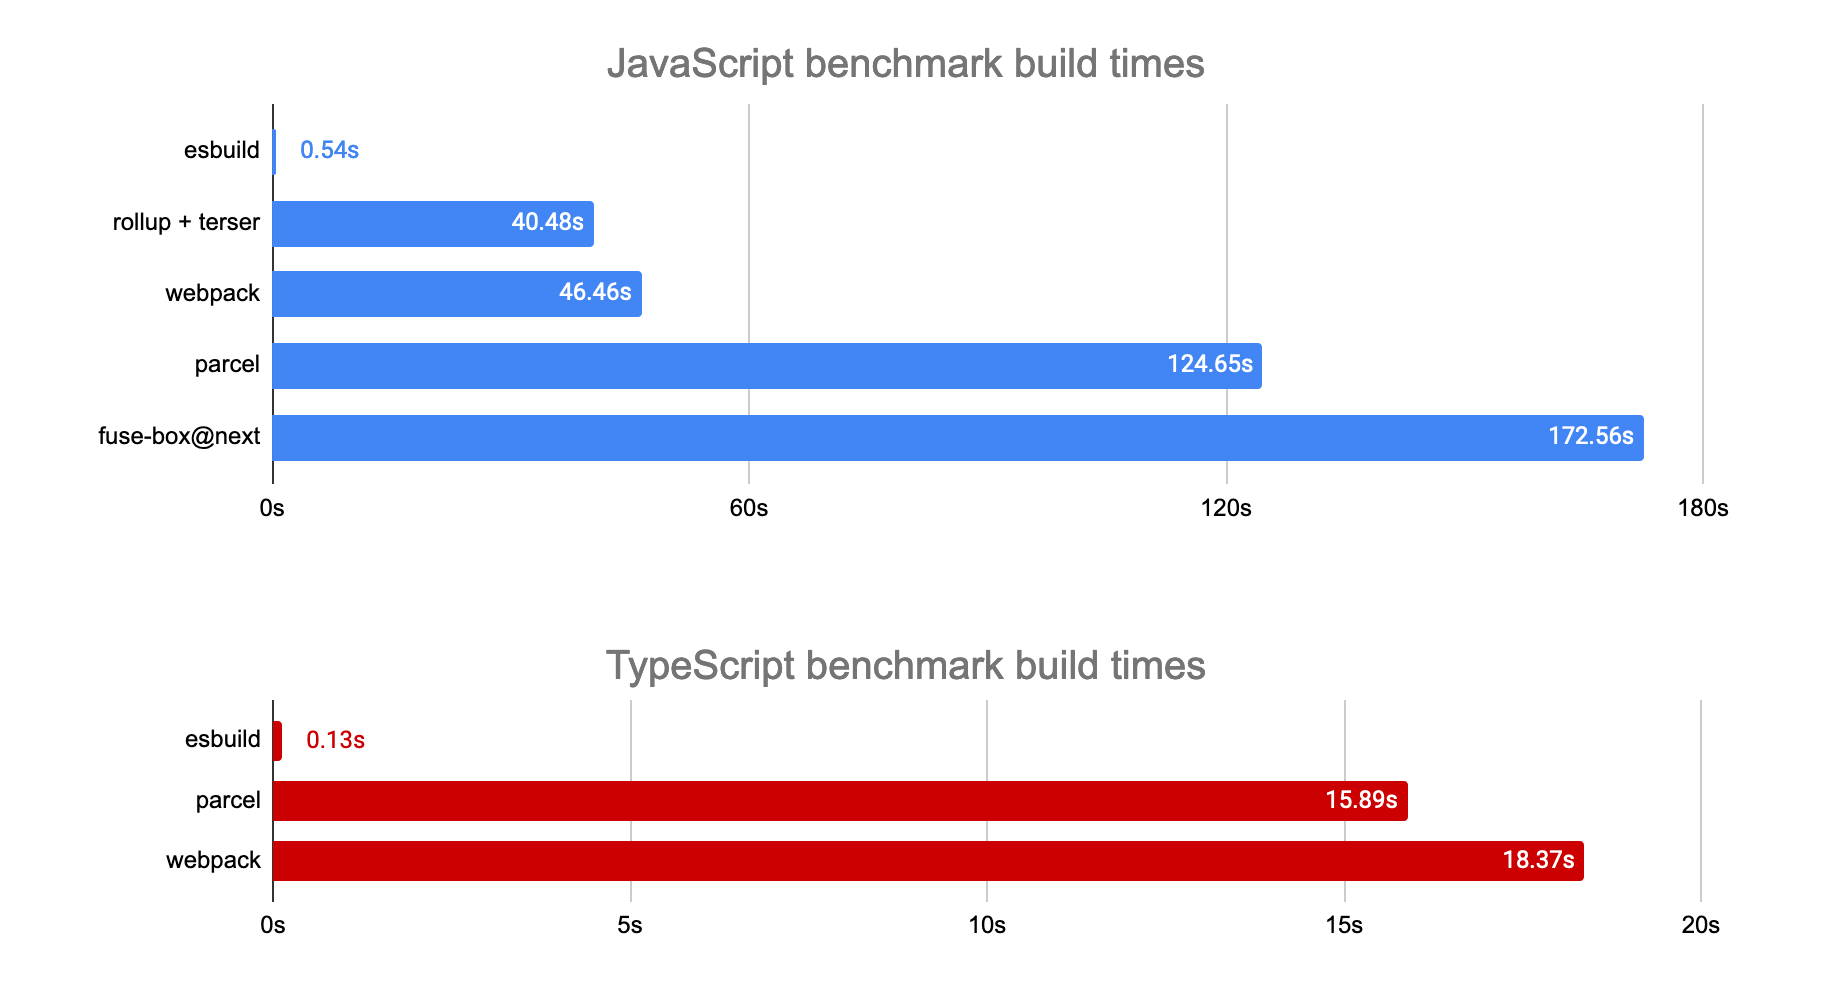 JavaScript benchmark build times
esbuild 0.54s
rollup + terser 40.48s
webpack 46.46s
parcel 124.65s
fuse-box@next 172.56s
0s 60s 120s 180s
TypeScript benchmark build times
esbuild 0.13s
parcel 15.89s
webpack 18.37s
0s 5s 10s 15s 20s